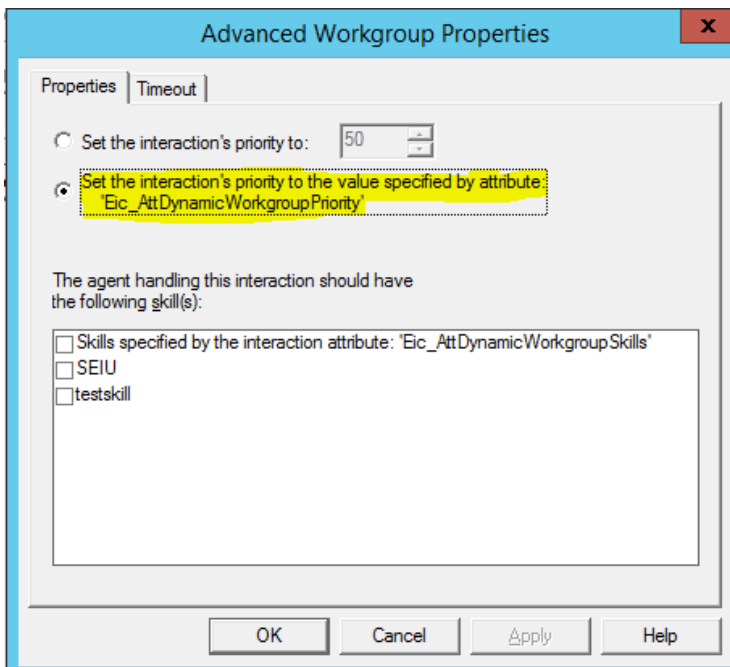 Advanced Workgroup Properties
x
Properties
Timeout
Set the interaction's priority to:
50
Set the interaction's priority to the value specified by attribute:
'Eic_AttDynamicWorkgroupPriority'
The agent handling this interaction should have
the following skill(s):
Skills specified by the interaction attribute: 'Eic_AttDynamicWorkgroupSkills'
SEIU
testskill
OK
Cancel
Apply
Help